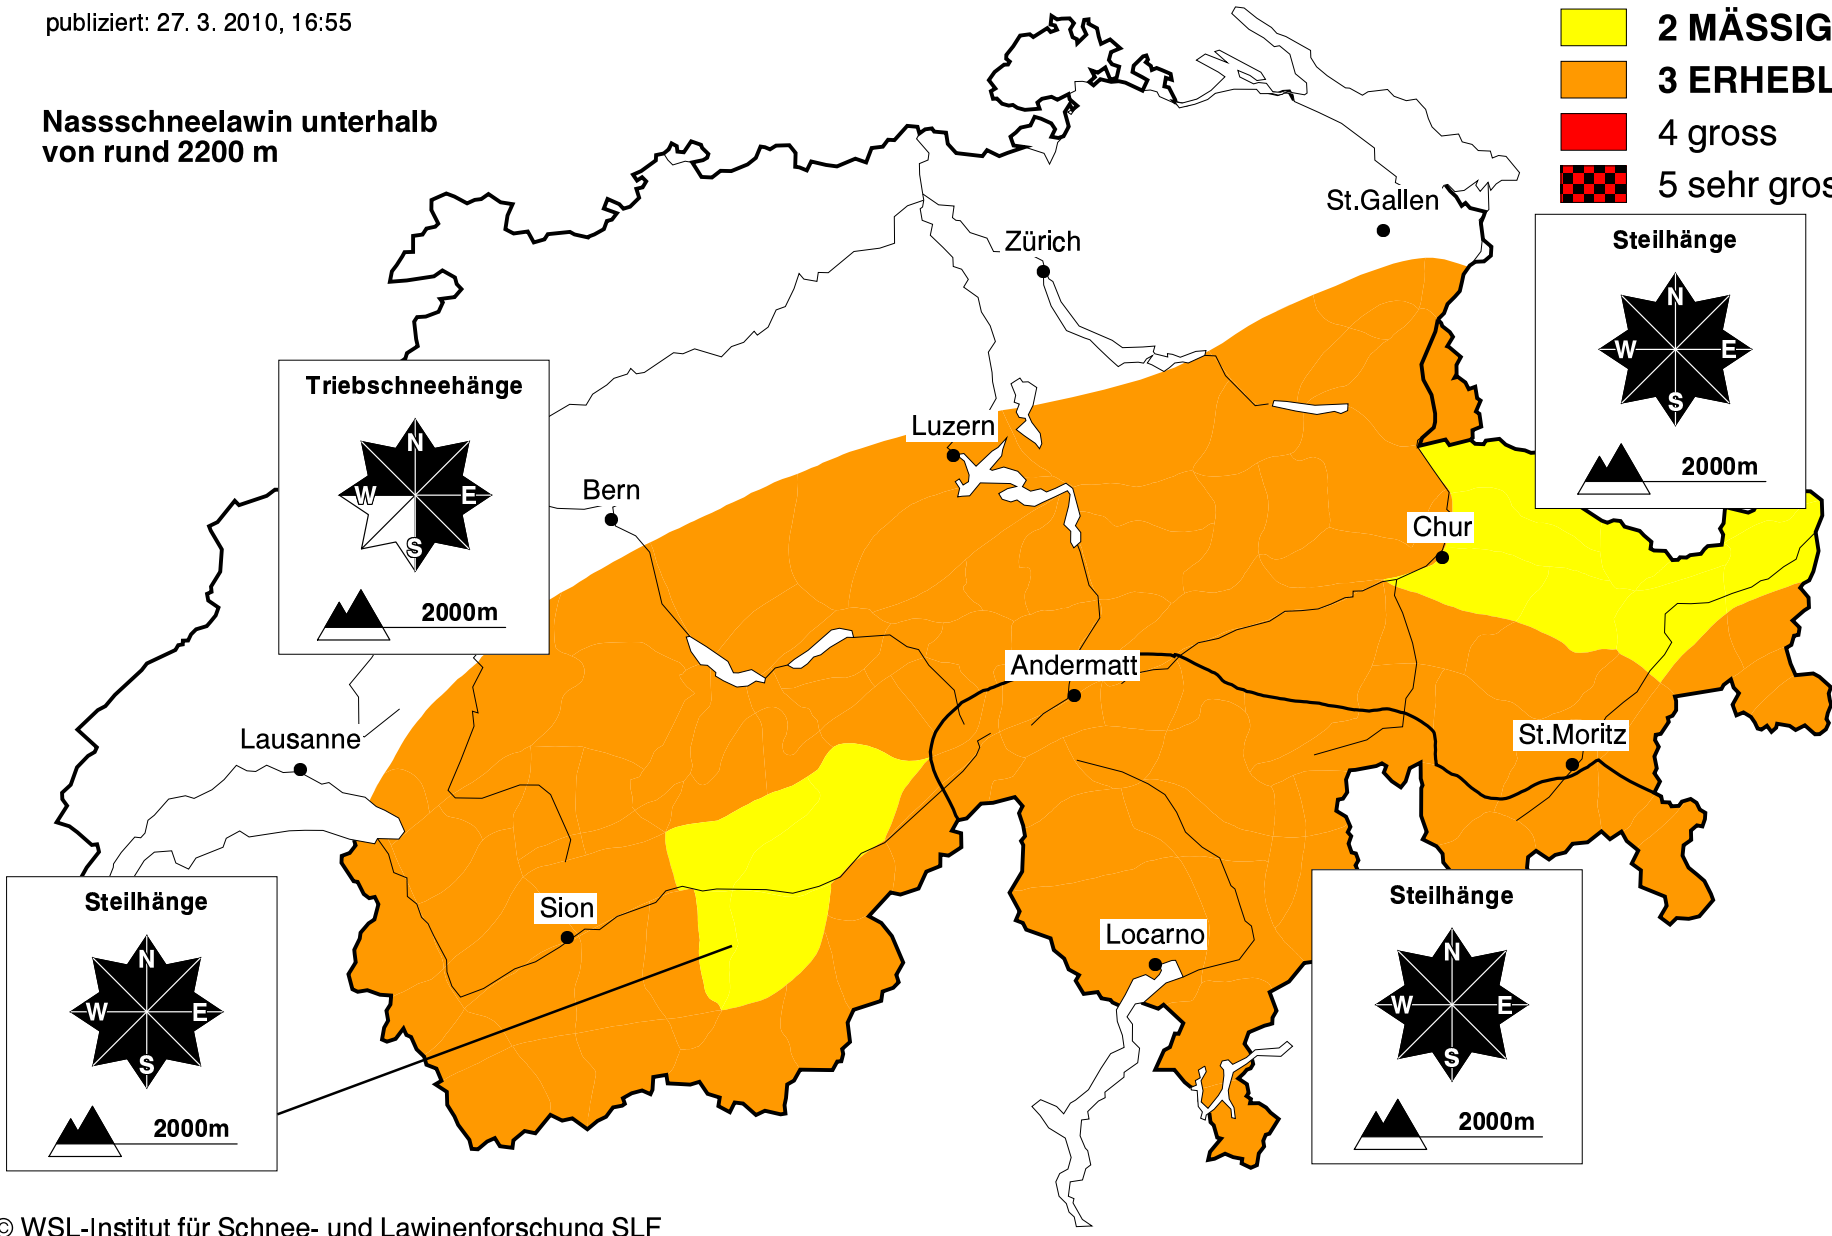 publiziert: 27. 3. 2010, 16:55
2 MÄSSIG
3 ERHEBL
4 gross
5 sehr gros
Nassschneelawin unterhalb
von rund 2200 m
St.Gallen
Zürich
Steilhänge
N
W E
S
2000m
Triebschneehänge
N
W E
S
2000m
Luzern
Bern
Chur
Andermatt
Lausanne
St.Moritz
Steilhänge
N
W E
S
2000m
Sion
Locarno
Steilhänge
N
W E
S
2000m
© WSL-Institut für Schnee- und Lawinenforschung SLF